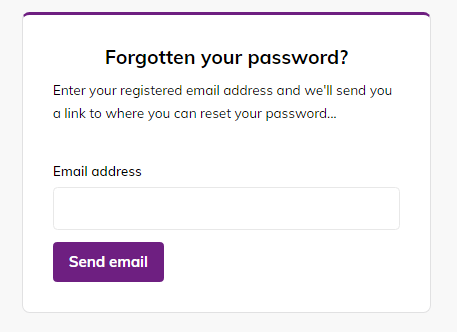 Forgotten your password?
Enter your registered email address and we'll send you
a link to where you can reset your password...
Email address
Send email